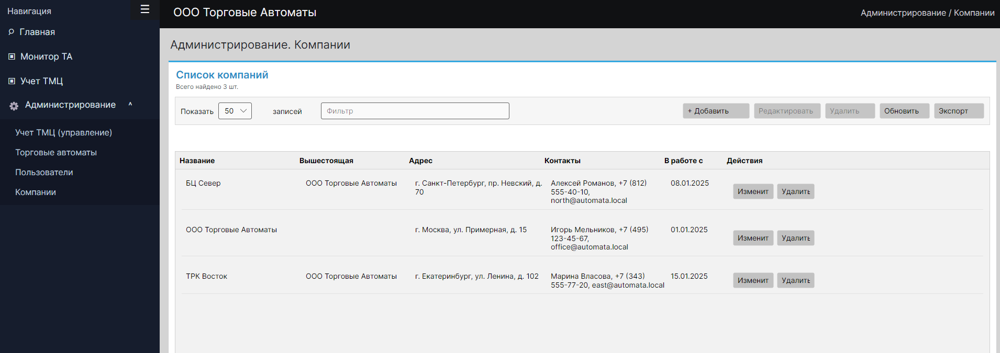 Навигация
☰
ООО Торговые Автоматы
Администрирование / Компании
Главная
Монитор ТА
Учет ТМЦ
Администрирование ^
Учет ТМЦ (управление)
Торговые автоматы
Пользователи
Компании
Администрирование. Компании
Список компаний
Всего найдено 3 шт.
Показать 50 записей Фильтр + Добавить Редактировать Удалить Обновить Экспорт
Название Вышестоящая Адрес Контакты В работе с Действия
БЦ Север ООО Торговые Автоматы г. Санкт-Петербург, пр. Невский, д. Алексей Романов, +7 (812) 08.01.2025
70 555-40-10, Изменит Удалить
north@automata.local
ООО Торговые Автоматы г. Москва, ул. Примерная, д. 15 Игорь Мельников, +7 (495) 01.01.2025
123-45-67, Изменит Удалить
office@automata.local
ТРК Восток ООО Торговые Автоматы г. Екатеринбург, ул. Ленина, д. 102 Марина Власова, +7 (343) 15.01.2025
555-77-20, east@automata.local Изменит Удалить